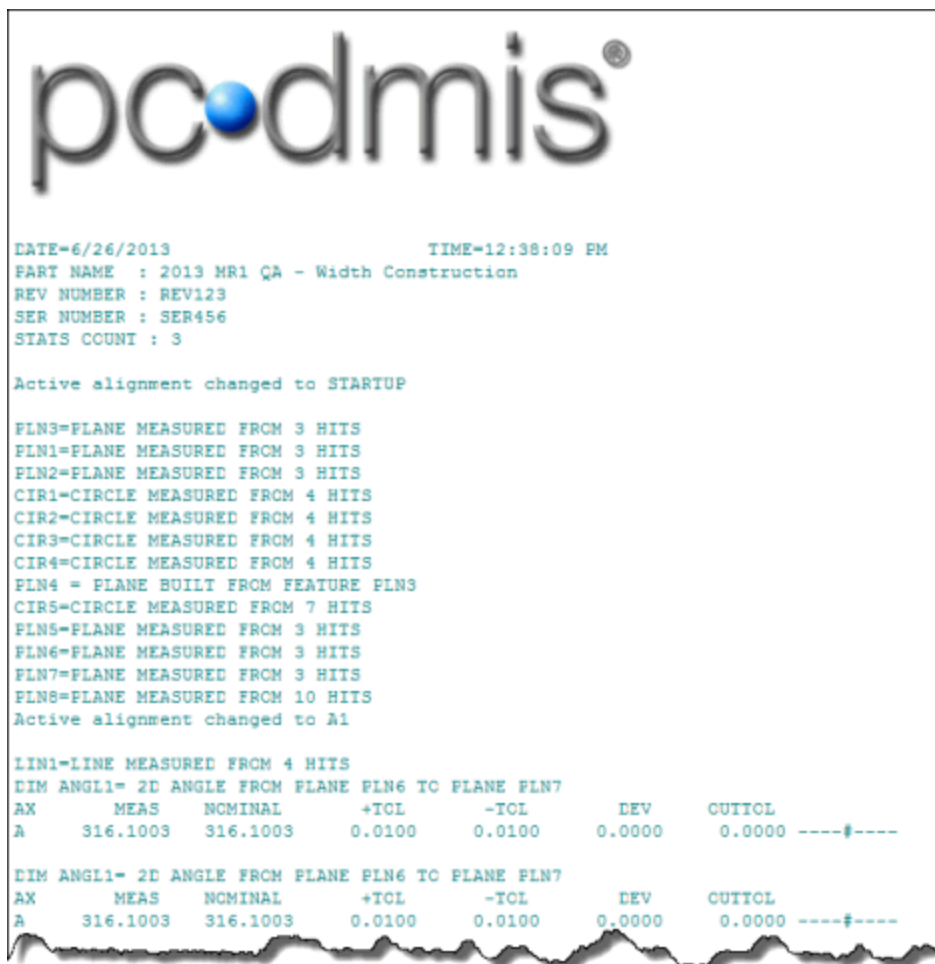 pc•dmis®
DATE=6/26/2013 TIME=12:38:09 PM
PART NAME : 2013 MR1 QA - Width Construction
REV NUMBER : REV123
SER NUMBER : SER456
STATS COUNT : 3
Active alignment changed to STARTUP
PLN3=PLANE MEASURED FROM 3 HITS
PLN1=PLANE MEASURED FROM 3 HITS
PLN2=PLANE MEASURED FROM 3 HITS
CIR1=CIRCLE MEASURED FROM 4 HITS
CIR2=CIRCLE MEASURED FROM 4 HITS
CIR3=CIRCLE MEASURED FROM 4 HITS
CIR4=CIRCLE MEASURED FROM 4 HITS
PLN4 = PLANE BUILT FROM FEATURE PLN3
CIR5=CIRCLE MEASURED FROM 7 HITS
PLN5=PLANE MEASURED FROM 3 HITS
PLN6=PLANE MEASURED FROM 3 HITS
PLN7=PLANE MEASURED FROM 3 HITS
PLN8=PLANE MEASURED FROM 10 HITS
Active alignment changed to A1
LIN1=LINE MEASURED FROM 4 HITS
DIM ANGL1= 2D ANGLE FROM PLANE PLN6 TO PLANE PLN7
AX MEAS NOMINAL +TOL -TOL DEV OUTTOL
A 316.1003 316.1003 0.0100 0.0100 0.0000 0.0000 ----#----
DIM ANGL1= 2D ANGLE FROM PLANE PLN6 TO PLANE PLN7
AX MEAS NOMINAL +TOL -TOL DEV OUTTOL
A 316.1003 316.1003 0.0100 0.0100 0.0000 0.0000 ----#----